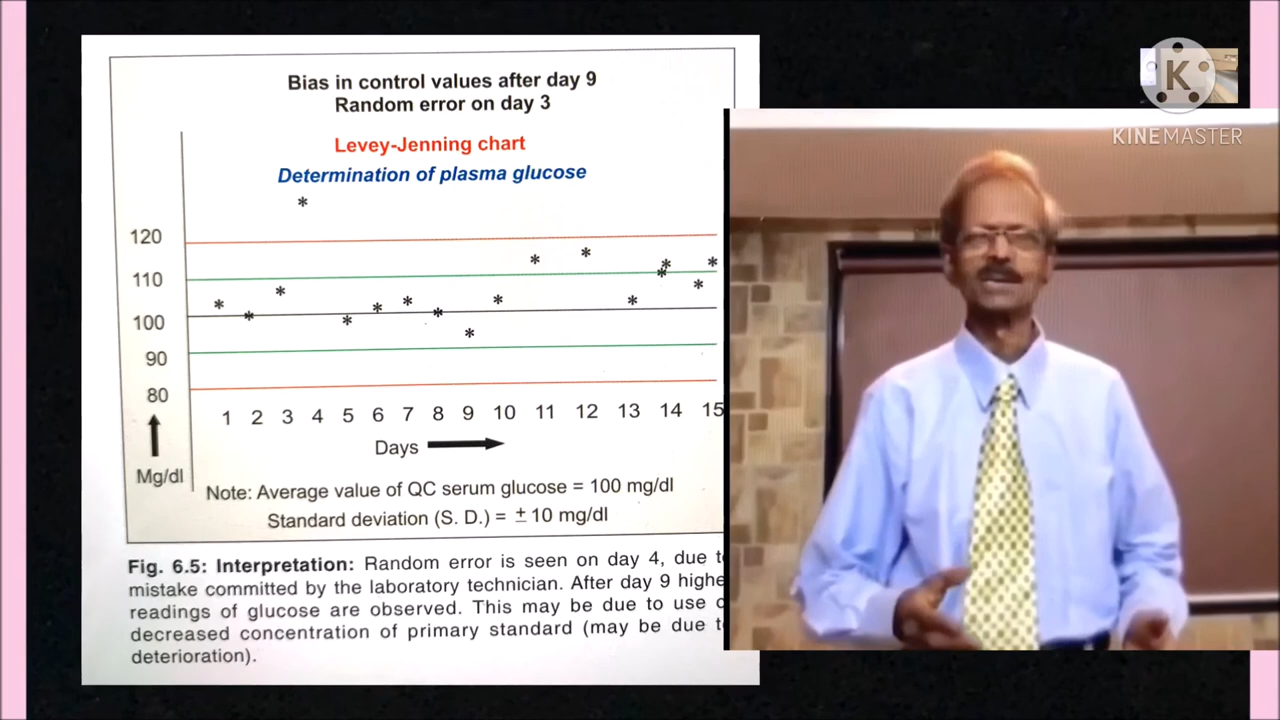 Bias in control values after day 9
Random error on day 3
Levey-Jenning chart
Determination of plasma glucose
120
110
100
90
80
1 2 3 4 5 6 7 8 9 10 11 12 13 14 15
Days
Mg/dl
Note: Average value of QC serum glucose = 100 mg/dl
Standard deviation (S. D.) = ± 10 mg/dl
Fig. 6.5: Interpretation: Random error is seen on day 4, due
mistake committed by the laboratory technician. After day 9
readings of glucose are observed. This may be due to use
decreased concentration of primary standard (may be due
deterioration).
K
KINEMASTER